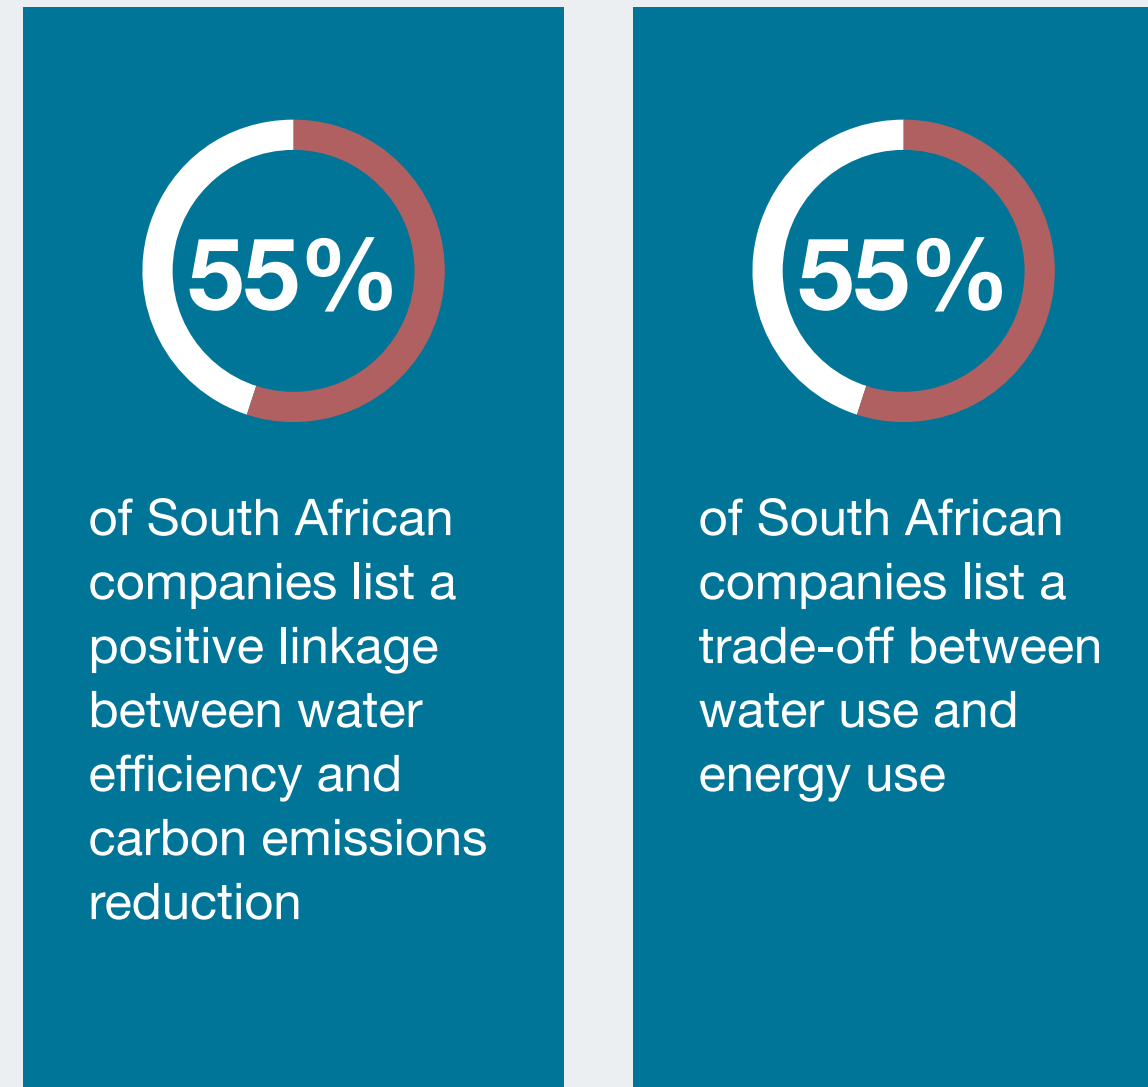 55%
of South African
companies list a
positive linkage
between water
efficiency and
carbon emissions
reduction
55%
of South African
companies list a
trade-off between
water use and
energy use